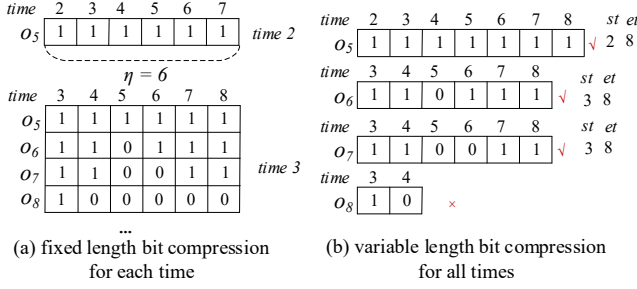 time 2 3 4 5 6 7
o5 1 1 1 1 1 1 time 2
η = 6
time 3 4 5 6 7 8
o5 1 1 1 1 1 1
o6 1 1 0 1 1 1
o7 1 1 0 0 1 1 time 3
o8 1 0 0 0 0 0
...
(a) fixed length bit compression
for each time
time 2 3 4 5 6 7 8 st et
o5 1 1 1 1 1 1 1 √ 2 8
time 3 4 5 6 7 8 st et
o6 1 1 0 1 1 1 √ 3 8
time 3 4 5 6 7 8 st et
o7 1 1 0 0 1 1 √ 3 8
time 3 4
o8 1 0 ×
(b) variable length bit compression
for all times